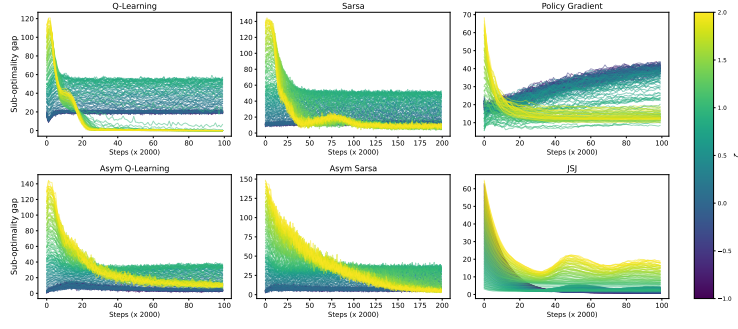 Q-Learning
Sarsa
Policy Gradient
Sub-optimality gap
120
100
80
60
40
20
0
0 20 40 60 80 100
Steps (x 2000)
140
120
100
80
60
40
20
0
0 25 50 75 100 125 150 175 200
Steps (x 2000)
70
60
50
40
30
20
10
0 20 40 60 80 100
Steps (x 2000)
Asym Q-Learning
Asym Sarsa
JSJ
Sub-optimality gap
140
120
100
80
60
40
20
0
0 20 40 60 80 100
Steps (x 2000)
150
125
100
75
50
25
0
0 25 50 75 100 125 150 175 200
Steps (x 2000)
60
50
40
30
20
10
0
0 20 40 60 80 100
Steps (x 2000)
2.0
1.5
1.0
0.5
0.0
−0.5
−1.0